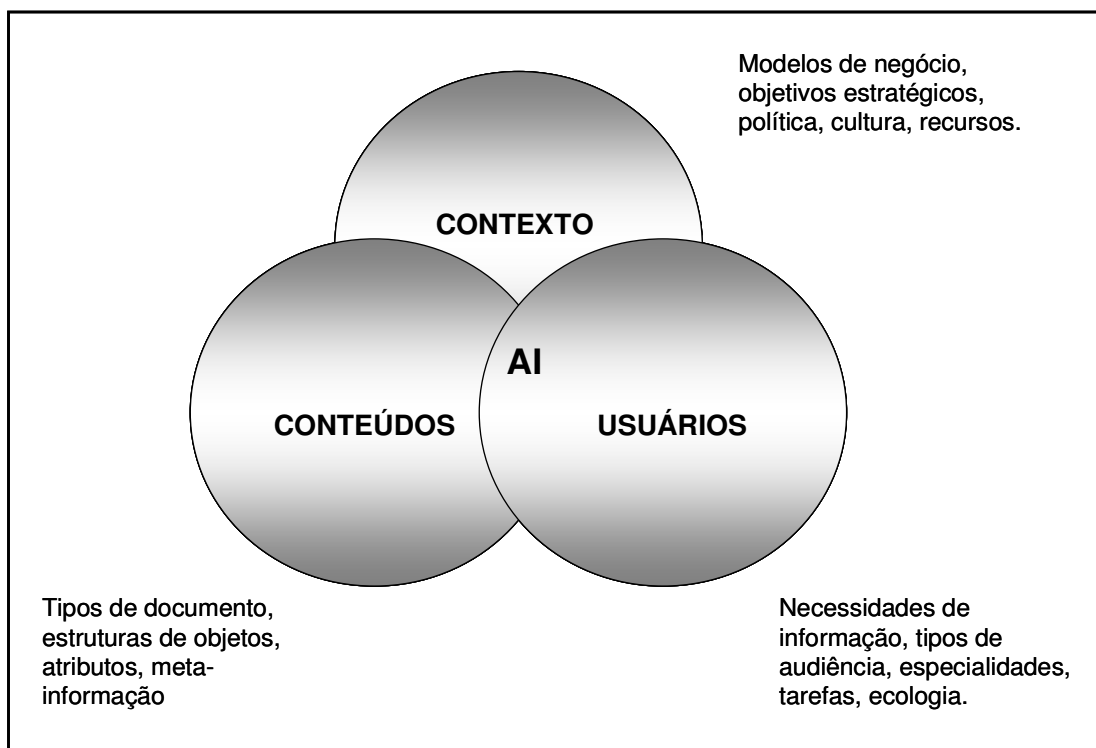 Modelos de negócio,
objetivos estratégicos,
política, cultura, recursos.
CONTEXTO
AI
CONTEÚDOS
USUÁRIOS
Tipos de documento,
estruturas de objetos,
atributos, meta-
informação
Necessidades de
informação, tipos de
audiência, especialidades,
tarefas, ecologia.